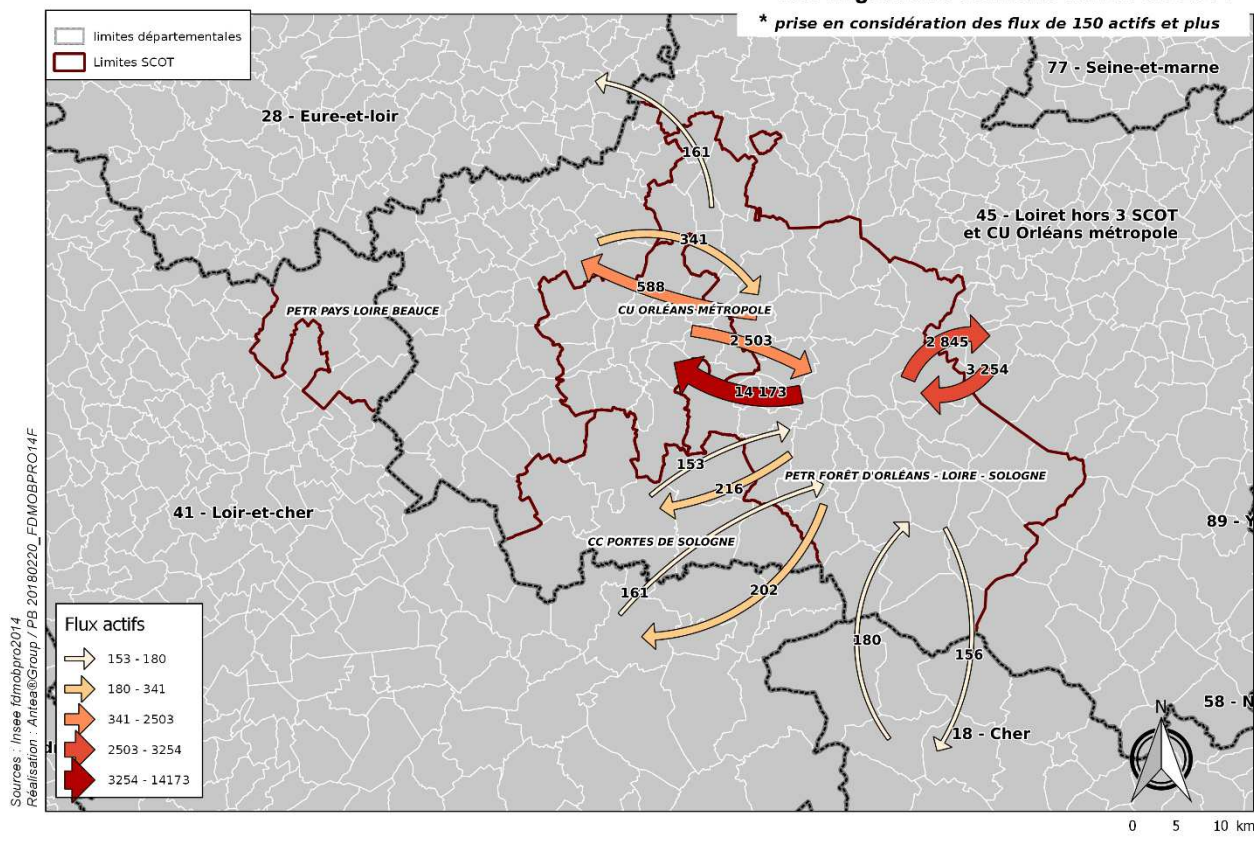 * prise en considération des flux de 150 actifs et plus
limites départementales
Limites SCOT
77 - Seine-et-marne
28 - Eure-et-loir
161
45 - Loiret hors 3 SCOT
et CU Orléans métropole
341
588
PETR PAYS LOIRE BEAUCE
CU ORLÉANS MÉTROPOLE
2 503
2 845
3 254
14 173
153
216
PETR FORÊT D'ORLÉANS - LOIRE - SOLOGNE
41 - Loir-et-cher
89 - Y
CC PORTES DE SOLOGNE
161
202
180
156
58 - N
18 - Cher
Flux actifs
153 - 180
180 - 341
341 - 2503
2503 - 3254
3254 - 14173
N
0 5 10 km
Sources : Insee fdmobpro2014
Réalisation : Antea®Group / PB 20180220_FDMOBPRO14F